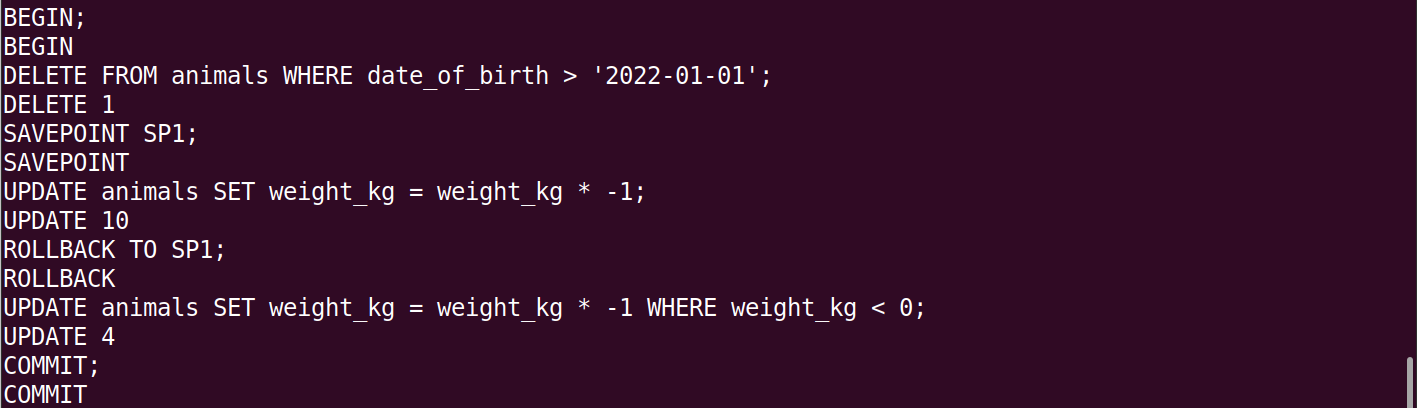 BEGIN;
BEGIN
DELETE FROM animals WHERE date_of_birth > '2022-01-01';
DELETE 1
SAVEPOINT SP1;
SAVEPOINT
UPDATE animals SET weight_kg = weight_kg * -1;
UPDATE 10
ROLLBACK TO SP1;
ROLLBACK
UPDATE animals SET weight_kg = weight_kg * -1 WHERE weight_kg < 0;
UPDATE 4
COMMIT;
COMMIT